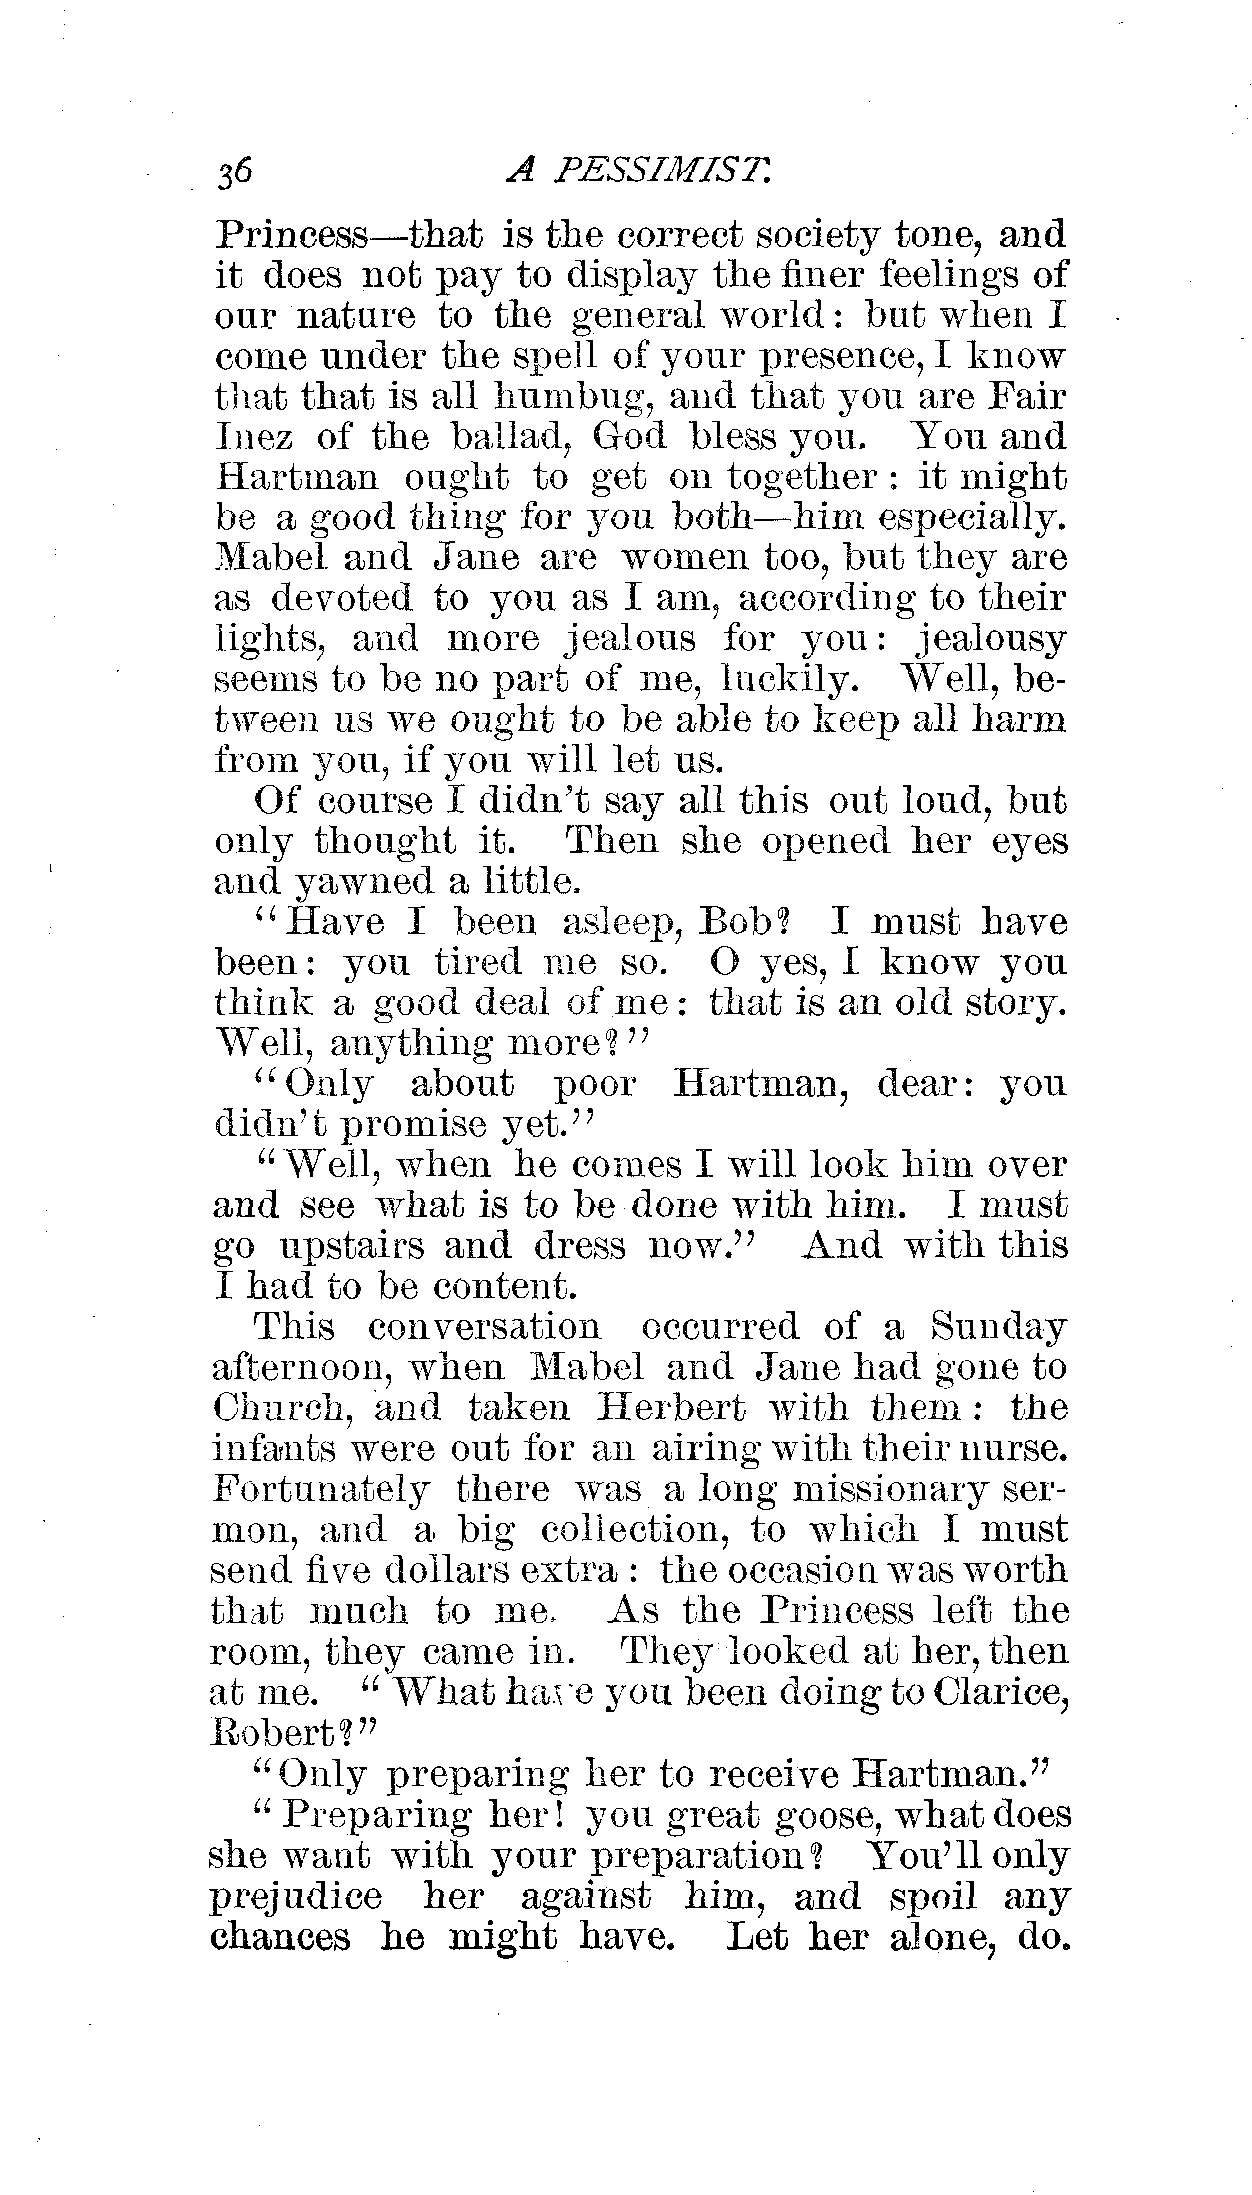 36 A PESSIMIST.
Princess—that is the correct society tone, and
it does not pay to display the finer feelings of
our nature to the general world: but when I
come under the spell of your presence, I know
that that is all humbug, and that you are Fair
Inez of the ballad, God bless you. You and
Hartman ought to get on together: it might
be a good thing for you both—him especially.
Mabel and Jane are women too, but they are
as devoted to you as I am, according to their
lights, and more jealous for you: jealousy
seems to be no part of me, luckily. Well, be-
tween us we ought to be able to keep all harm
from you, if you will let us.
Of course I didn't say all this out loud, but
only thought it. Then she opened her eyes
and yawned a little.
"Have I been asleep, Bob? I must have
been: you tired me so. O yes, I know you
think a good deal of me: that is an old story.
Well, anything more?"
"Only about poor Hartman, dear: you
didn't promise yet."
"Well, when he comes I will look him over
and see what is to be done with him. I must
go upstairs and dress now." And with this
I had to be content.
This conversation occurred of a Sunday
afternoon, when Mabel and Jane had gone to
Church, and taken Herbert with them: the
infants were out for an airing with their nurse.
Fortunately there was a long missionary ser-
mon, and a big collection, to which I must
send five dollars extra: the occasion was worth
that much to me. As the Princess left the
room, they came in. They looked at her, then
at me. "What have you been doing to Clarice,
Robert?"
"Only preparing her to receive Hartman."
"Preparing her! you great goose, what does
she want with your preparation? You'll only
prejudice her against him, and spoil any
chances he might have. Let her alone, do.